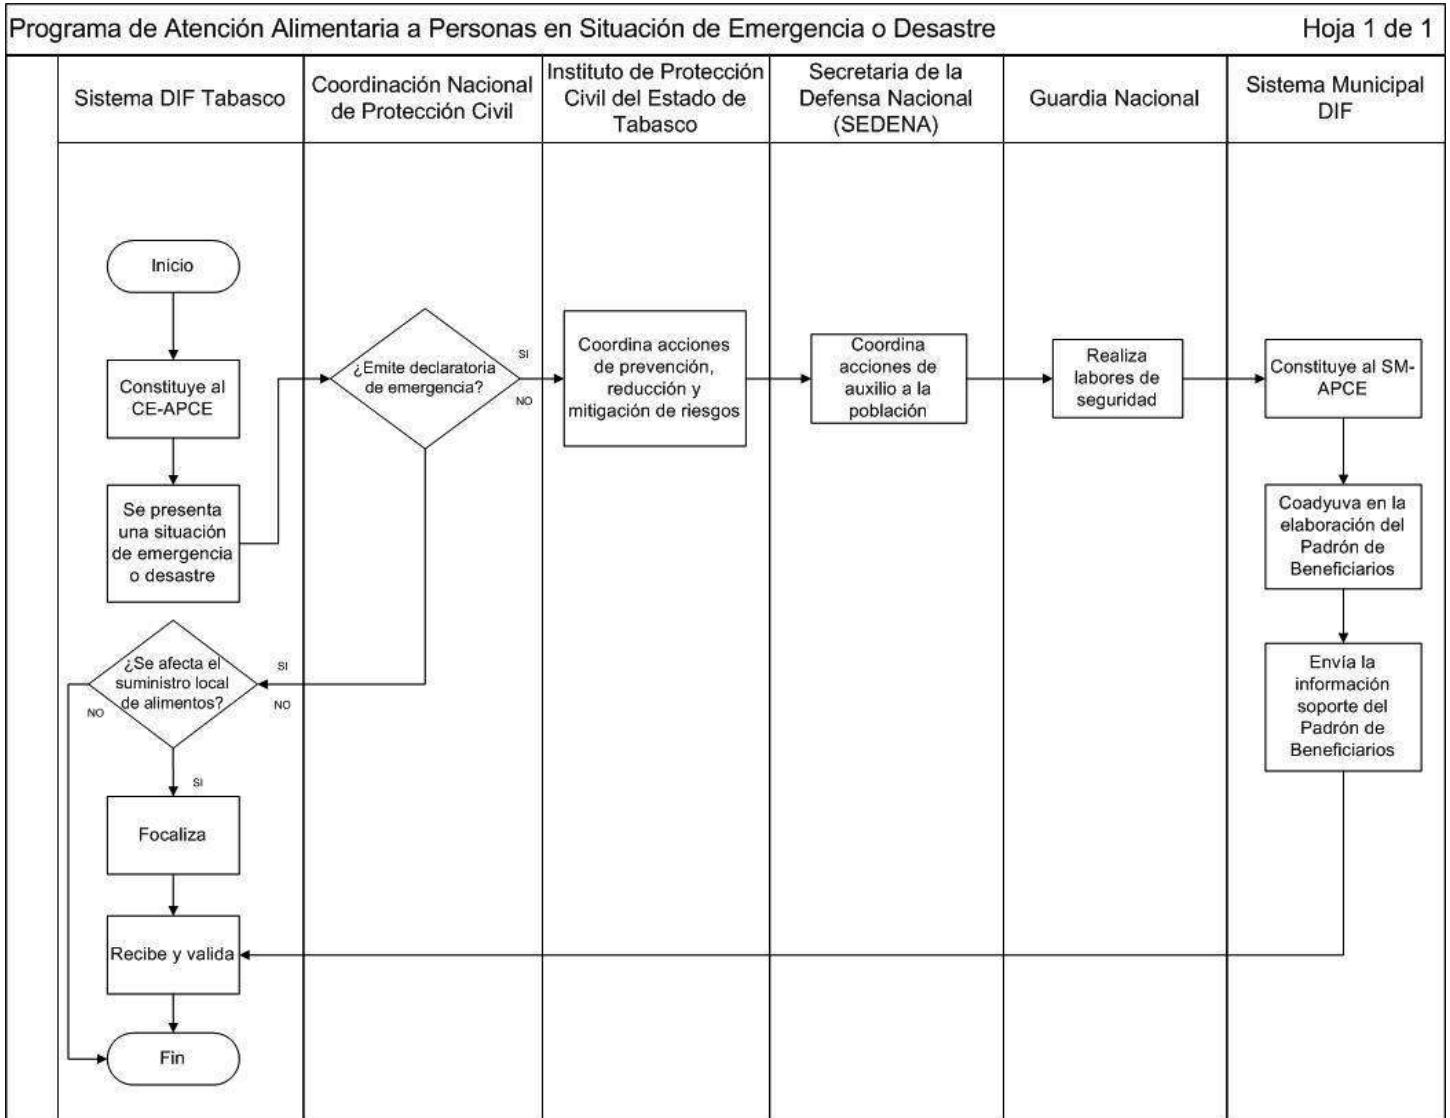 Programa de Atención Alimentaria a Personas en Situación de Emergencia o Desastre
Hoja 1 de 1
Sistema DIF Tabasco
Coordinación Nacional
de Protección Civil
Instituto de Protección
Civil del Estado de
Tabasco
Secretaria de la
Defensa Nacional
(SEDENA)
Guardia Nacional
Sistema Municipal
DIF
Inicio
Constituye al
CE-APCE
Se presenta
una situación
de emergencia
o desastre
¿Emite declaratoria
de emergencia?
SI
NO
Coordina acciones
de prevención,
reducción y
mitigación de riesgos
Coordina
acciones de
auxilio a la
población
Realiza
labores de
seguridad
Constituye al SM-
APCE
Coadyuva en la
elaboración del
Padrón de
Beneficiarios
Envía la
información
soporte del
Padrón de
Beneficiarios
¿Se afecta el
suministro local
de alimentos?
SI
NO
NO
SI
Focaliza
Recibe y valida
Fin